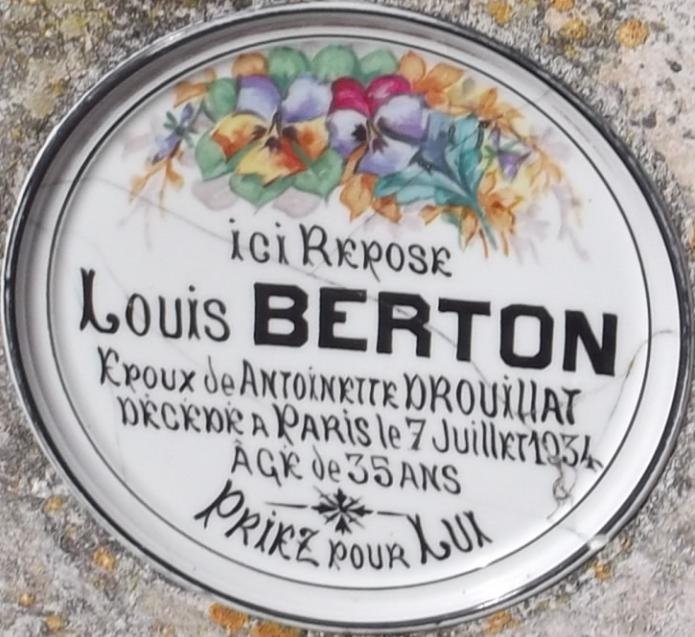 ici REPOSE
Louis BERTON
EPOUX de ANTOINETTE DROUILLAT
DÉCÉDÉ A PARIS le 7 JUILLET 1934
ÂGÉ de 35 ANS
PRIEZ POUR LUI